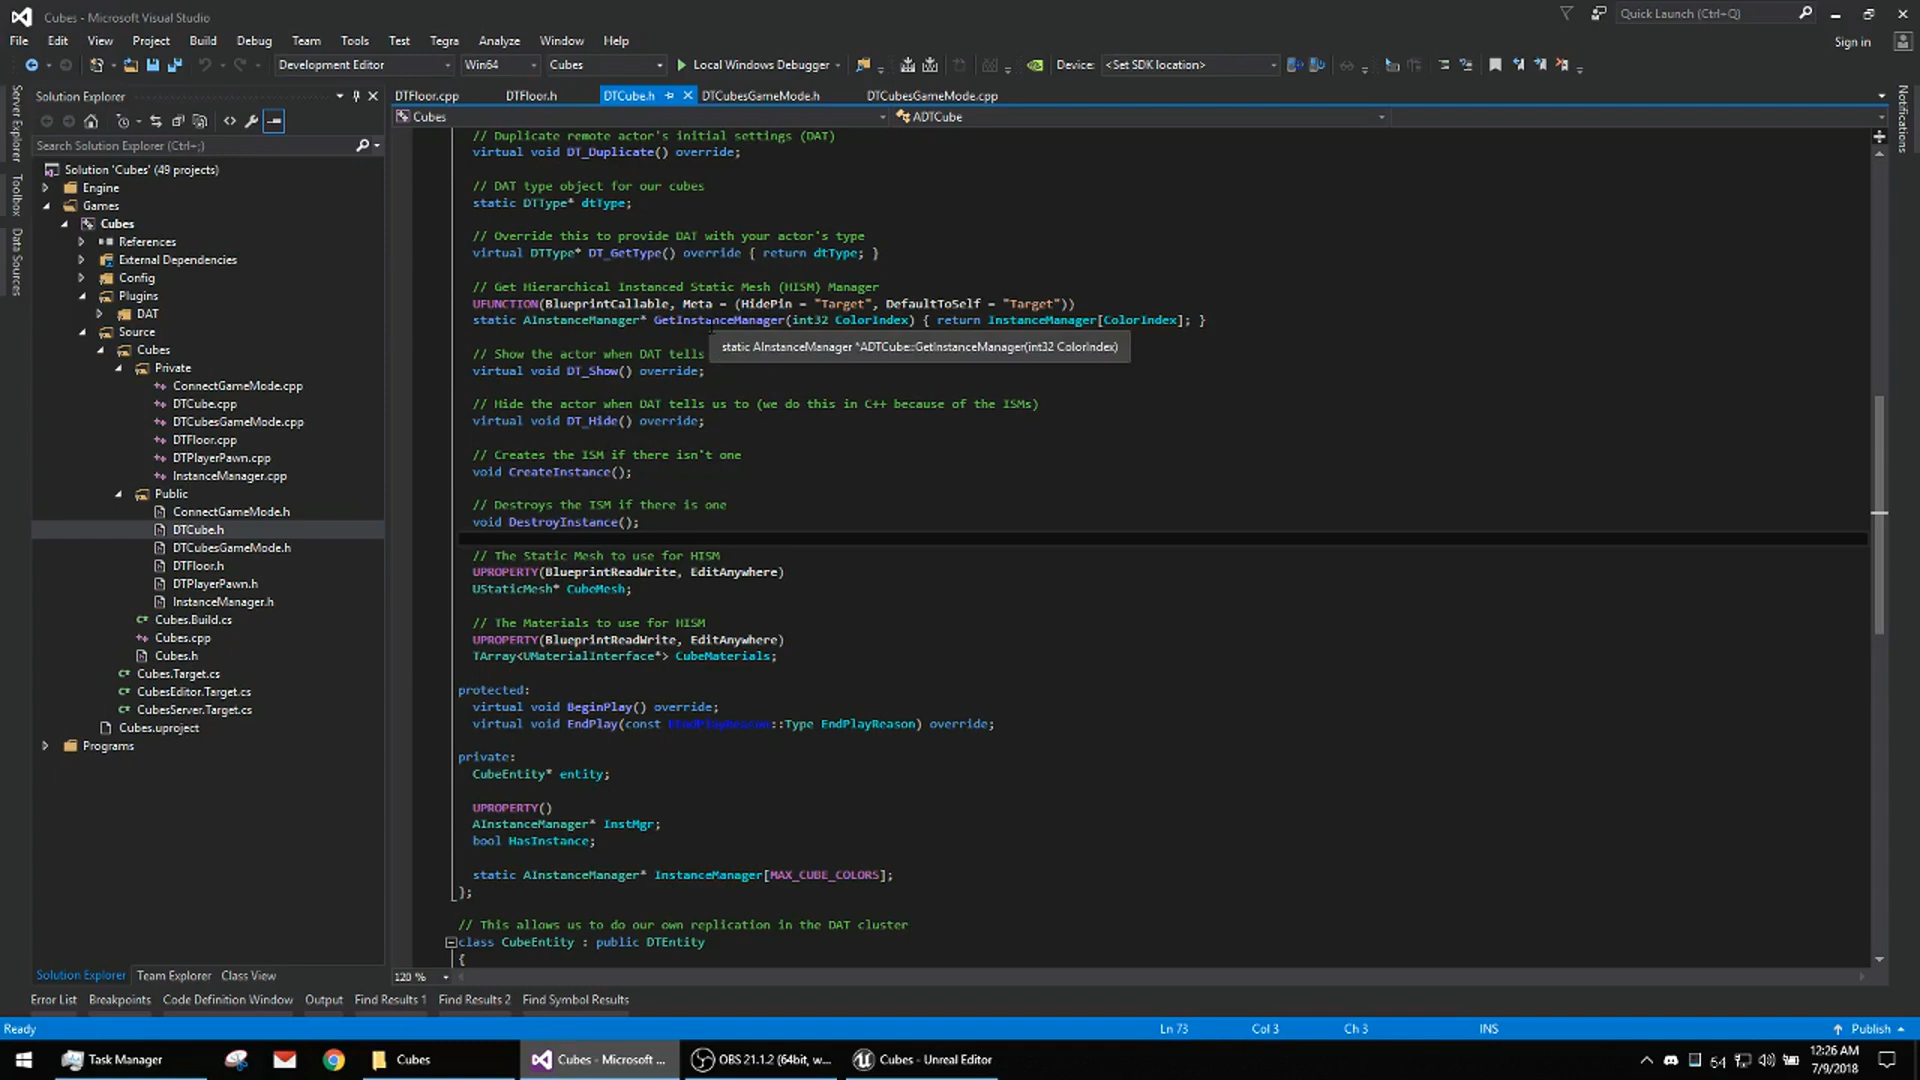 Cubes - Microsoft Visual Studio
Quick Launch (Ctrl+Q)
File Edit View Project Build Debug Team Tools Test Tegra Analyze Window Help
Sign in
Development Editor Win64 Cubes Local Windows Debugger Device: <Set SDK location>
Server Explorer
Toolbox
Data Sources
Notifications
Solution Explorer
Search Solution Explorer (Ctrl+;)
Solution 'Cubes' (49 projects)
Engine
Games
Cubes
References
External Dependencies
Config
Plugins
DAT
Source
Cubes
Private
ConnectGameMode.cpp
DTCube.cpp
DTCubesGameMode.cpp
DTFloor.cpp
DTPlayerPawn.cpp
InstanceManager.cpp
Public
ConnectGameMode.h
DTCube.h
DTCubesGameMode.h
DTFloor.h
DTPlayerPawn.h
InstanceManager.h
Cubes.Build.cs
Cubes.cpp
Cubes.h
Cubes.Target.cs
CubesEditor.Target.cs
CubesServer.Target.cs
Cubes.uproject
Programs
Solution Explorer Team Explorer Class View
DTFloor.cpp DTFloor.h DTCube.h DTCubesGameMode.h DTCubesGameMode.cpp
Cubes ADTCube
// Duplicate remote actor's initial settings (DAT)
virtual void DT_Duplicate() override;
// DAT type object for our cubes
static DTType* dtType;
// Override this to provide DAT with your actor's type
virtual DTType* DT_GetType() override { return dtType; }
// Get Hierarchical Instanced Static Mesh (HISM) Manager
UFUNCTION(BlueprintCallable, Meta = (HidePin = "Target", DefaultToSelf = "Target"))
static AInstanceManager* GetInstanceManager(int32 ColorIndex) { return InstanceManager[ColorIndex]; }
static AInstanceManager *ADTCube::GetInstanceManager(int32 ColorIndex)
// Show the actor when DAT tells
virtual void DT_Show() override;
// Hide the actor when DAT tells us to (we do this in C++ because of the ISMs)
virtual void DT_Hide() override;
// Creates the ISM if there isn't one
void CreateInstance();
// Destroys the ISM if there is one
void DestroyInstance();
// The Static Mesh to use for HISM
UPROPERTY(BlueprintReadWrite, EditAnywhere)
UStaticMesh* CubeMesh;
// The Materials to use for HISM
UPROPERTY(BlueprintReadWrite, EditAnywhere)
TArray<UMaterialInterface*> CubeMaterials;
protected:
virtual void BeginPlay() override;
virtual void EndPlay(const EEndPlayReason::Type EndPlayReason) override;
private:
CubeEntity* entity;
UPROPERTY()
AInstanceManager* InstMgr;
bool HasInstance;
static AInstanceManager* InstanceManager[MAX_CUBE_COLORS];
};
// This allows us to do our own replication in the DAT cluster
class CubeEntity : public DTEntity
{
120 %
Error List Breakpoints Code Definition Window Output Find Results 1 Find Results 2 Find Symbol Results
Ready Ln 73 Col 3 Ch 3 INS Publish
Task Manager Cubes Cubes - Microsoft ... OBS 21.1.2 (64bit, w... Cubes - Unreal Editor 64 12:26 AM
7/9/2018